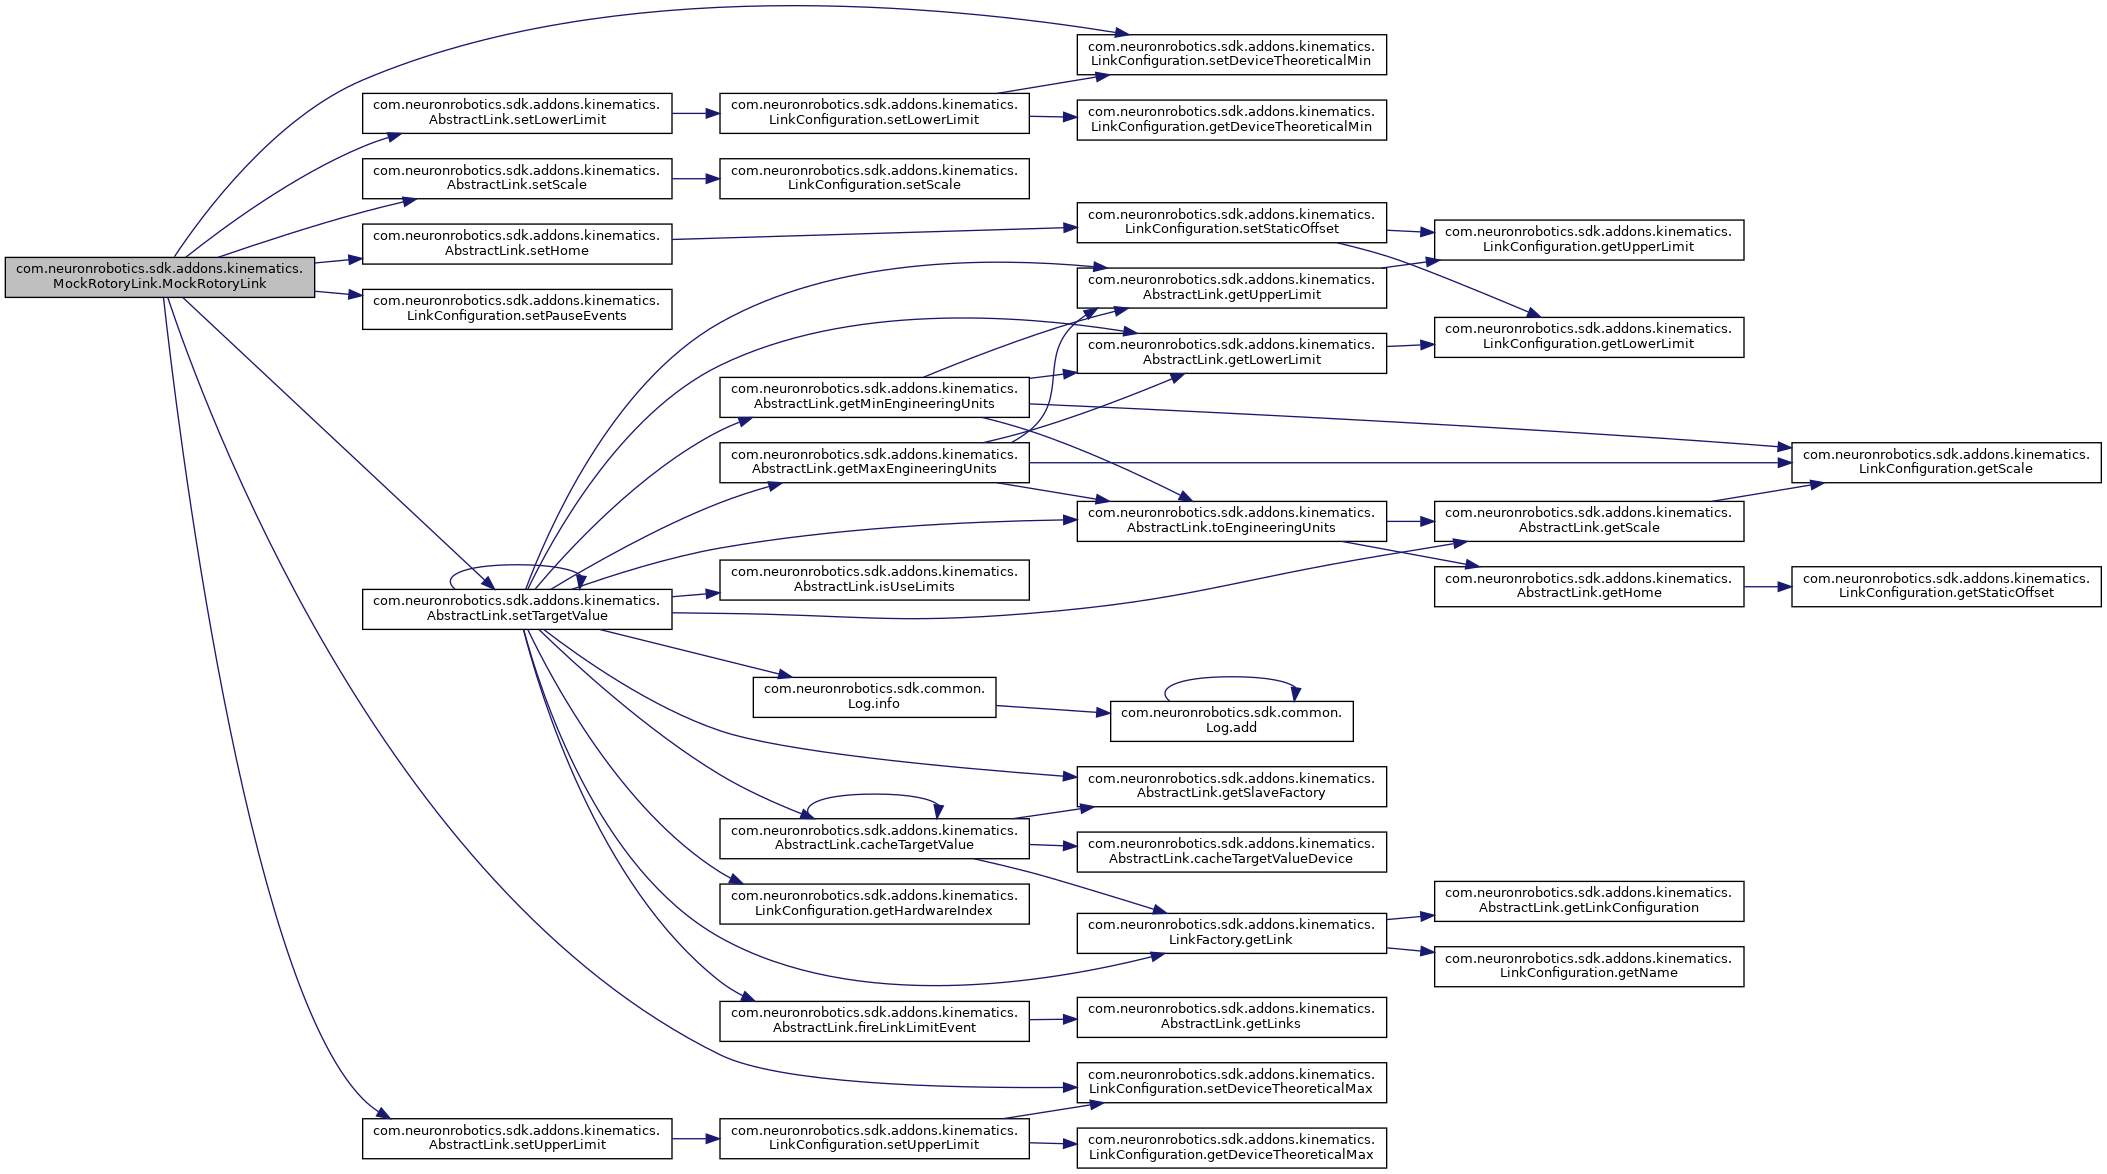 com.neuronrobotics.sdk.addons.kinematics.
MockRotoryLink.MockRotoryLink
com.neuronrobotics.sdk.addons.kinematics.
AbstractLink.setLowerLimit
com.neuronrobotics.sdk.addons.kinematics.
AbstractLink.setScale
com.neuronrobotics.sdk.addons.kinematics.
AbstractLink.setHome
com.neuronrobotics.sdk.addons.kinematics.
LinkConfiguration.setPauseEvents
com.neuronrobotics.sdk.addons.kinematics.
AbstractLink.setTargetValue
com.neuronrobotics.sdk.addons.kinematics.
AbstractLink.setUpperLimit
com.neuronrobotics.sdk.addons.kinematics.
LinkConfiguration.setLowerLimit
com.neuronrobotics.sdk.addons.kinematics.
LinkConfiguration.setScale
com.neuronrobotics.sdk.addons.kinematics.
AbstractLink.getMinEngineeringUnits
com.neuronrobotics.sdk.addons.kinematics.
AbstractLink.getMaxEngineeringUnits
com.neuronrobotics.sdk.addons.kinematics.
AbstractLink.isUseLimits
com.neuronrobotics.sdk.common.
Log.info
com.neuronrobotics.sdk.addons.kinematics.
AbstractLink.cacheTargetValue
com.neuronrobotics.sdk.addons.kinematics.
LinkConfiguration.getHardwareIndex
com.neuronrobotics.sdk.addons.kinematics.
AbstractLink.fireLinkLimitEvent
com.neuronrobotics.sdk.addons.kinematics.
LinkConfiguration.setUpperLimit
com.neuronrobotics.sdk.addons.kinematics.
LinkConfiguration.setDeviceTheoreticalMin
com.neuronrobotics.sdk.addons.kinematics.
LinkConfiguration.getDeviceTheoreticalMin
com.neuronrobotics.sdk.addons.kinematics.
LinkConfiguration.setStaticOffset
com.neuronrobotics.sdk.addons.kinematics.
AbstractLink.getUpperLimit
com.neuronrobotics.sdk.addons.kinematics.
AbstractLink.getLowerLimit
com.neuronrobotics.sdk.addons.kinematics.
AbstractLink.toEngineeringUnits
com.neuronrobotics.sdk.common.
Log.add
com.neuronrobotics.sdk.addons.kinematics.
AbstractLink.getSlaveFactory
com.neuronrobotics.sdk.addons.kinematics.
AbstractLink.cacheTargetValueDevice
com.neuronrobotics.sdk.addons.kinematics.
LinkFactory.getLink
com.neuronrobotics.sdk.addons.kinematics.
AbstractLink.getLinks
com.neuronrobotics.sdk.addons.kinematics.
LinkConfiguration.setDeviceTheoreticalMax
com.neuronrobotics.sdk.addons.kinematics.
LinkConfiguration.getDeviceTheoreticalMax
com.neuronrobotics.sdk.addons.kinematics.
LinkConfiguration.getUpperLimit
com.neuronrobotics.sdk.addons.kinematics.
LinkConfiguration.getLowerLimit
com.neuronrobotics.sdk.addons.kinematics.
AbstractLink.getScale
com.neuronrobotics.sdk.addons.kinematics.
AbstractLink.getHome
com.neuronrobotics.sdk.addons.kinematics.
AbstractLink.getLinkConfiguration
com.neuronrobotics.sdk.addons.kinematics.
LinkConfiguration.getName
com.neuronrobotics.sdk.addons.kinematics.
LinkConfiguration.getScale
com.neuronrobotics.sdk.addons.kinematics.
LinkConfiguration.getStaticOffset